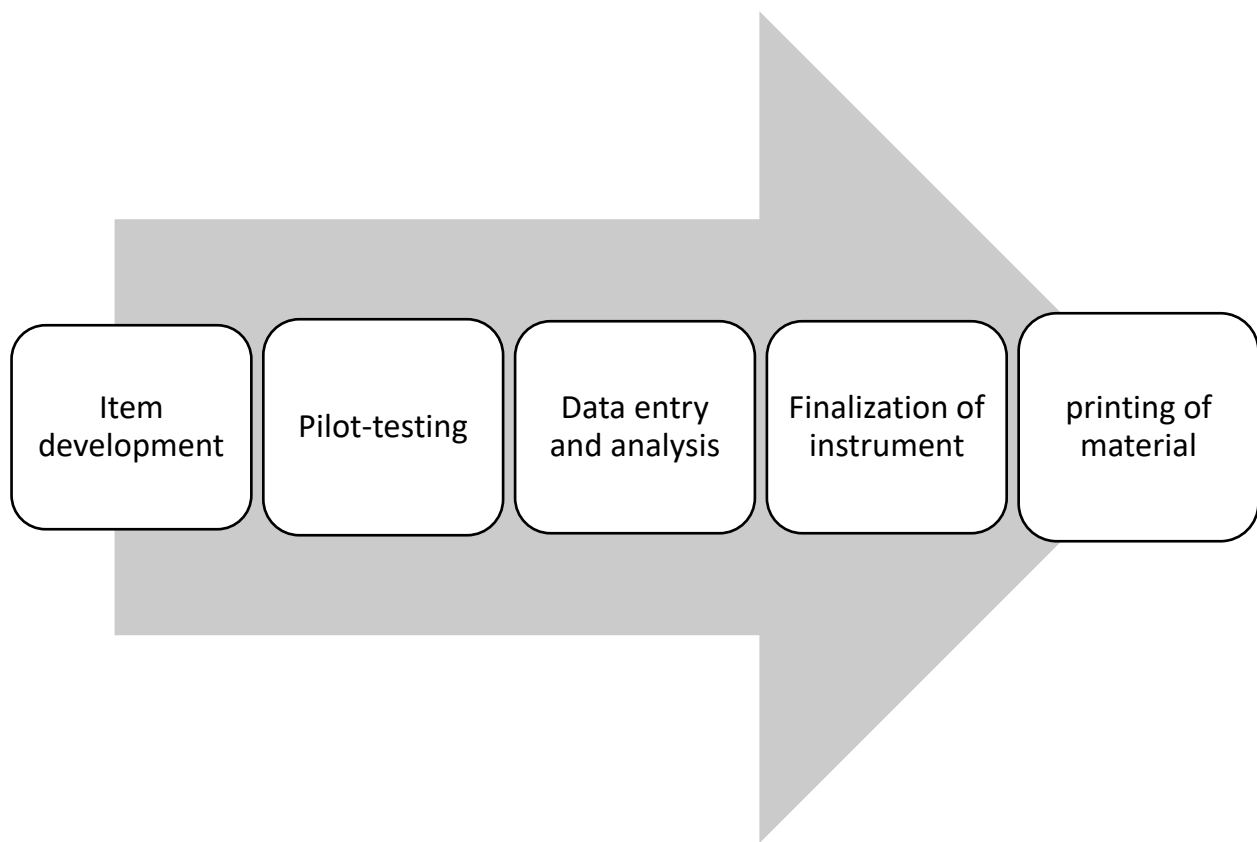 Item
development
Pilot-testing
Data entry
and analysis
Finalization of
instrument
printing of
material